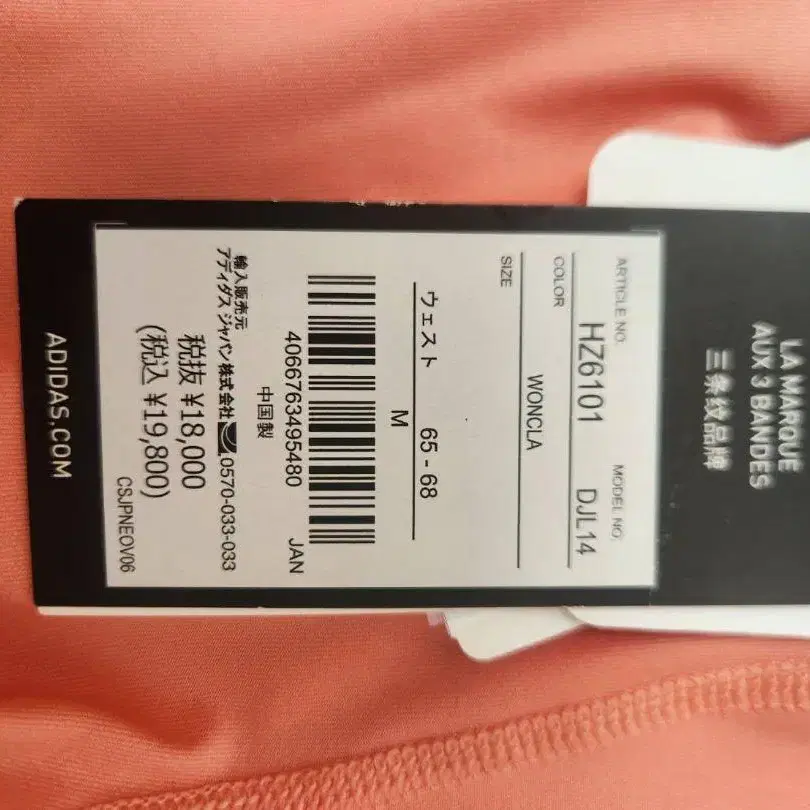 LA MARQUE
AUX 3 BANDES
三条纹品牌
ARTICLE NO.
MODEL NO.
HZ6101
DJL14
COLOR
WONCLA
SIZE
ウェスト 65 - 68
M
JAN
4066763495480
中国製
輸入販売元
アディダス ジャパン株式会社 0570-033-033
税抜 ¥18,000
(税込 ¥19,800)
CSJPNEOV06
ADIDAS.COM